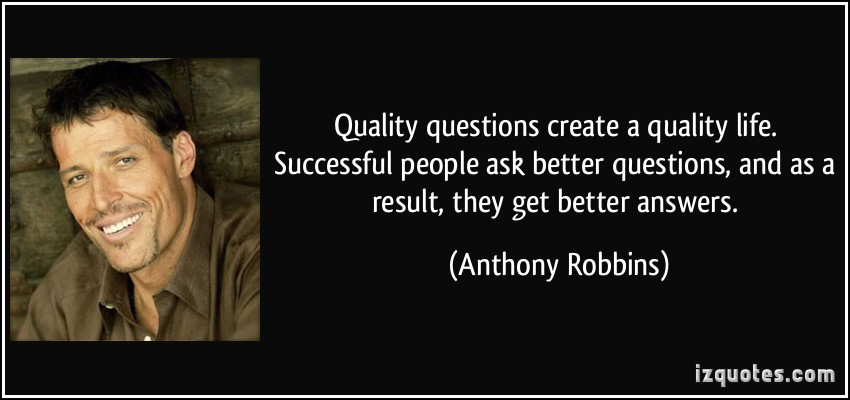 Quality questions create a quality life.
Successful people ask better questions, and as a
result, they get better answers.
(Anthony Robbins)
izquotes.com